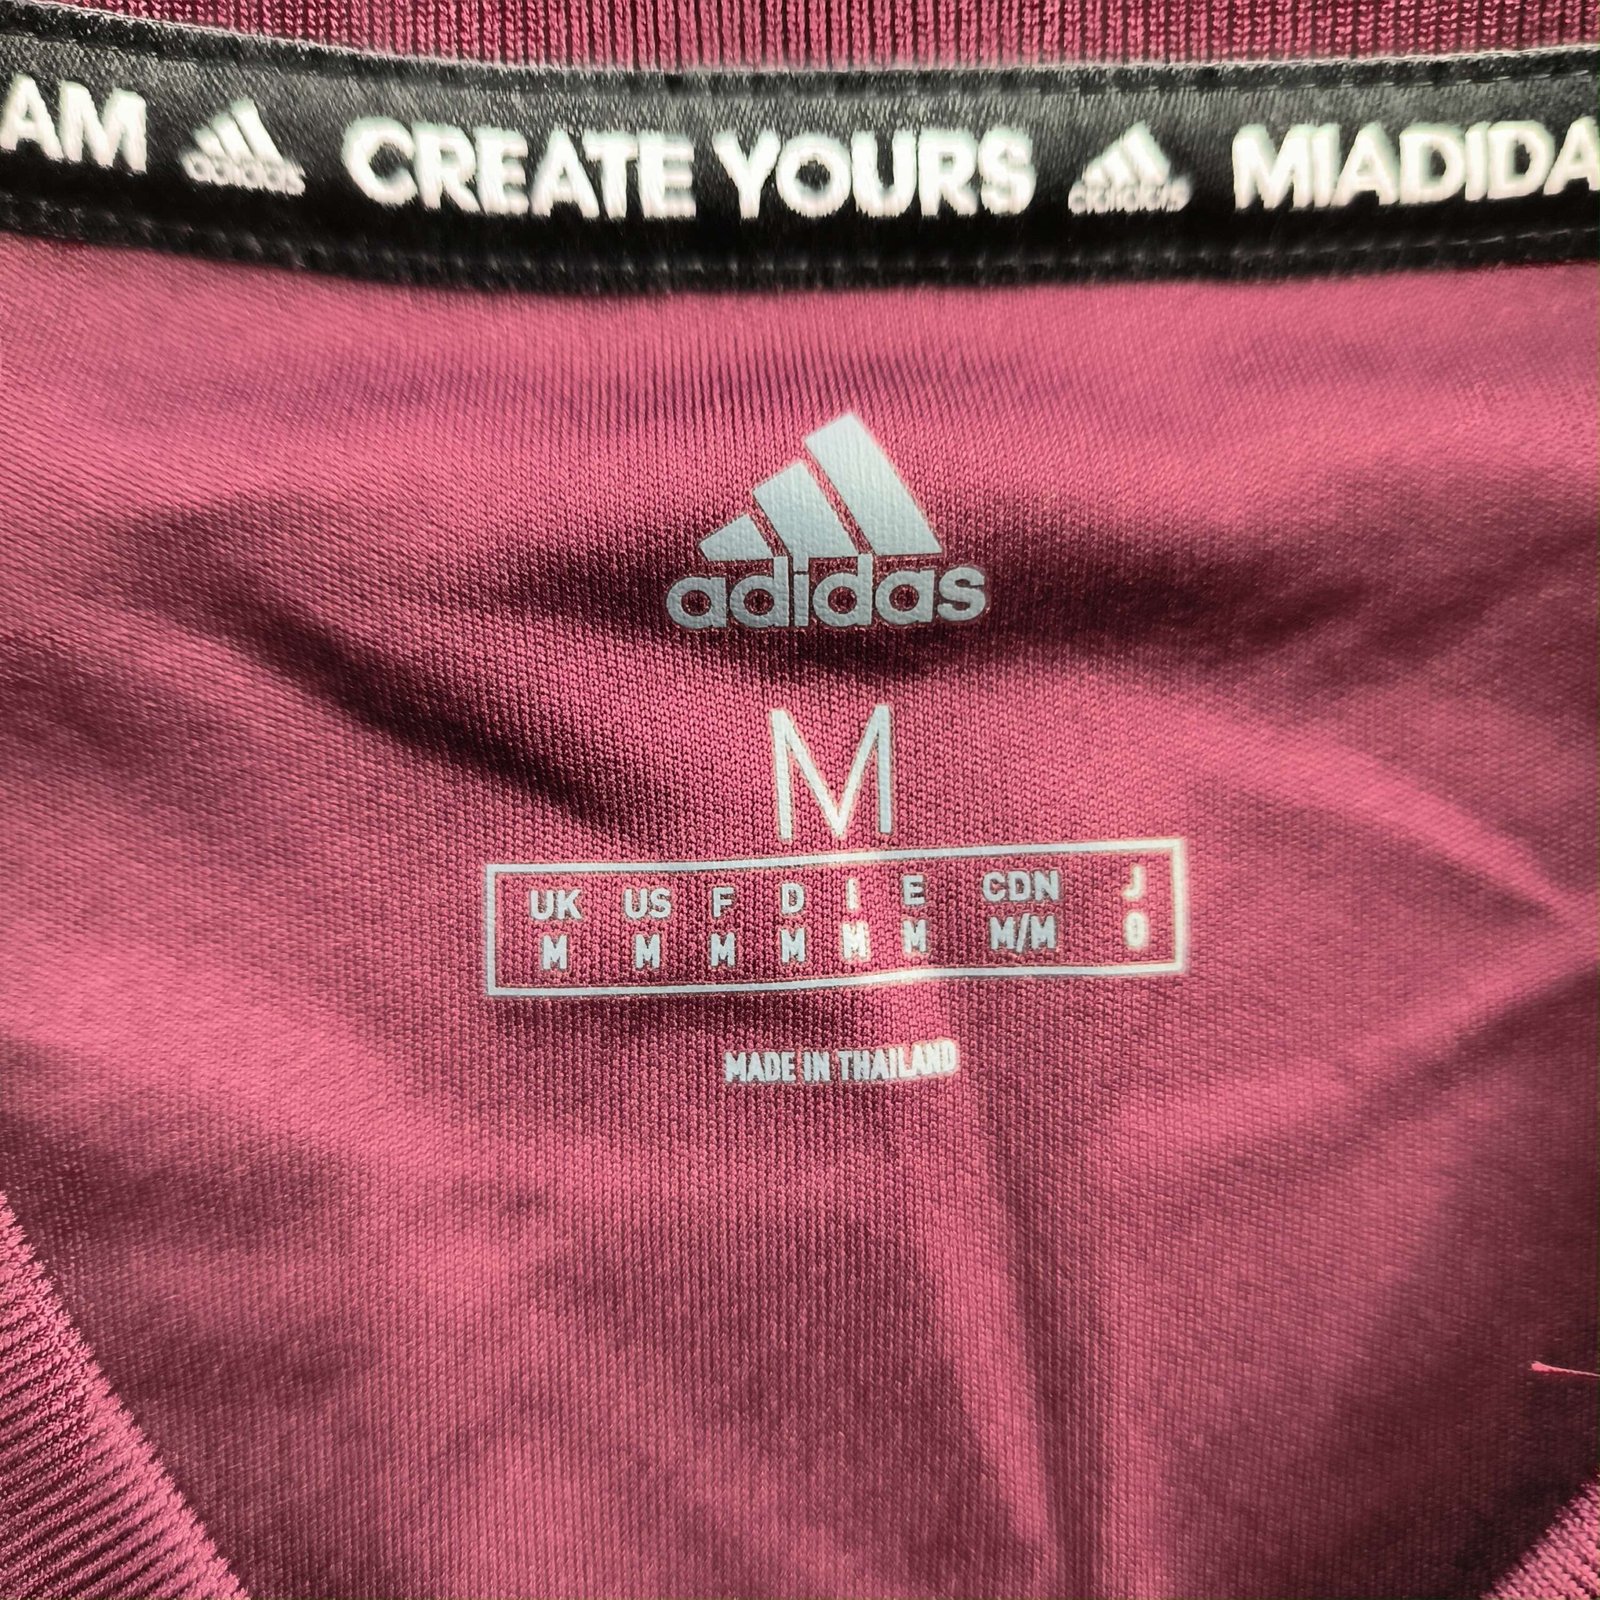 AM adidas CREATE YOURS adidas MIADIDA
adidas
M
UK US F D I E CDN J
M M M M M M M/M O
MADE IN THAILAND